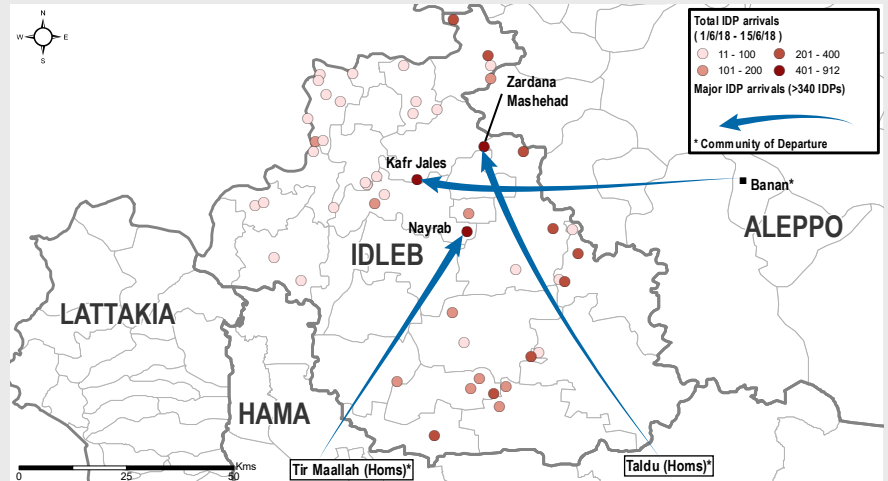 N
W E
S
Total IDP arrivals
( 1/6/18 - 15/6/18 )
11 - 100
201 - 400
101 - 200
401 - 912
Major IDP arrivals (>340 IDPs)
* Community of Departure
Zardana
Mashehad
Kafr Jales
Banan*
ALEPPO
Nayrab
IDLEB
LATTAKIA
HAMA
Kms
0 25 50
Tir Maallah (Homs)*
Taldu (Homs)*